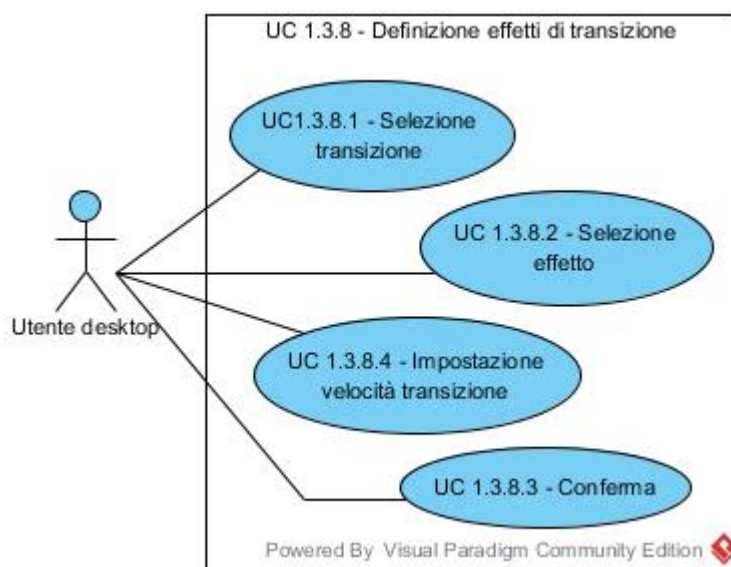 UC 1.3.8 - Definizione effetti di transizione
UC1.3.8.1 - Selezione
transizione
UC 1.3.8.2 - Selezione
effetto
Utente desktop
UC 1.3.8.4 - Impostazione
velocità transizione
UC 1.3.8.3 - Conferma
Powered By Visual Paradigm Community Edition